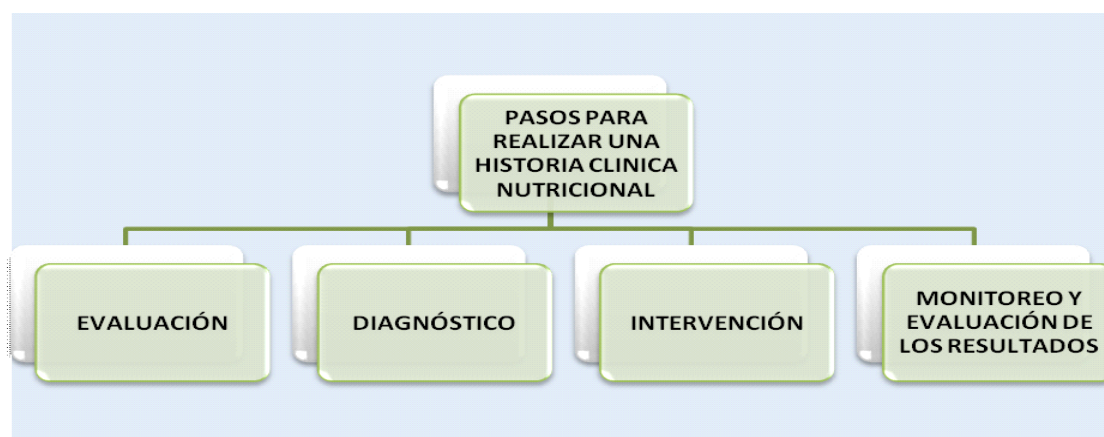 PASOS PARA
REALIZAR UNA
HISTORIA CLINICA
NUTRICIONAL
EVALUACIÓN
DIAGNÓSTICO
INTERVENCIÓN
MONITOREO Y
EVALUACIÓN DE
LOS RESULTADOS